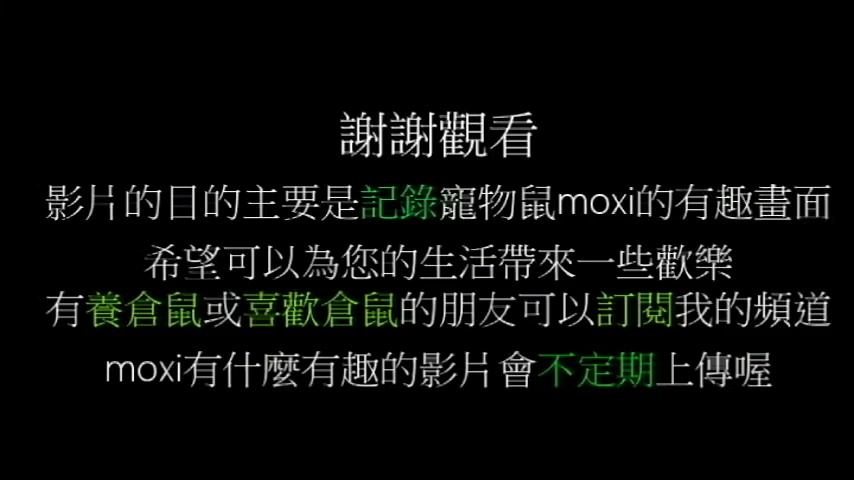 謝謝觀看
影片的目的主要是記錄寵物鼠moxi的有趣畫面
希望可以為您的生活帶來一些歡樂
有養倉鼠或喜歡倉鼠的朋友可以訂閱我的頻道
moxi有什麼有趣的影片會不定期上傳喔